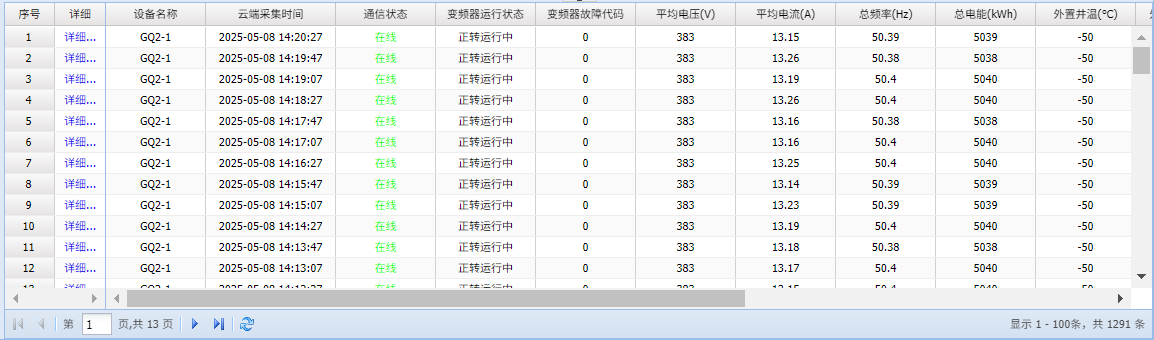 序号 详细 设备名称 云端采集时间 通信状态 变频器运行状态 变频器故障代码 平均电压(V) 平均电流(A) 总频率(Hz) 总电能(kWh) 外置井温(℃)
1 详细... GQ2-1 2025-05-08 14:20:27 在线 正转运行中 0 383 13.15 50.39 5039 -50
2 详细... GQ2-1 2025-05-08 14:19:47 在线 正转运行中 0 383 13.26 50.38 5038 -50
3 详细... GQ2-1 2025-05-08 14:19:07 在线 正转运行中 0 383 13.19 50.4 5040 -50
4 详细... GQ2-1 2025-05-08 14:18:27 在线 正转运行中 0 383 13.26 50.4 5040 -50
5 详细... GQ2-1 2025-05-08 14:17:47 在线 正转运行中 0 383 13.16 50.38 5038 -50
6 详细... GQ2-1 2025-05-08 14:17:07 在线 正转运行中 0 383 13.16 50.4 5040 -50
7 详细... GQ2-1 2025-05-08 14:16:27 在线 正转运行中 0 383 13.25 50.4 5040 -50
8 详细... GQ2-1 2025-05-08 14:15:47 在线 正转运行中 0 383 13.14 50.39 5039 -50
9 详细... GQ2-1 2025-05-08 14:15:07 在线 正转运行中 0 383 13.23 50.39 5039 -50
10 详细... GQ2-1 2025-05-08 14:14:27 在线 正转运行中 0 383 13.19 50.4 5040 -50
11 详细... GQ2-1 2025-05-08 14:13:47 在线 正转运行中 0 383 13.18 50.38 5038 -50
12 详细... GQ2-1 2025-05-08 14:13:07 在线 正转运行中 0 383 13.17 50.4 5040 -50
第 1 页,共 13 页 显示 1 - 100条，共 1291 条